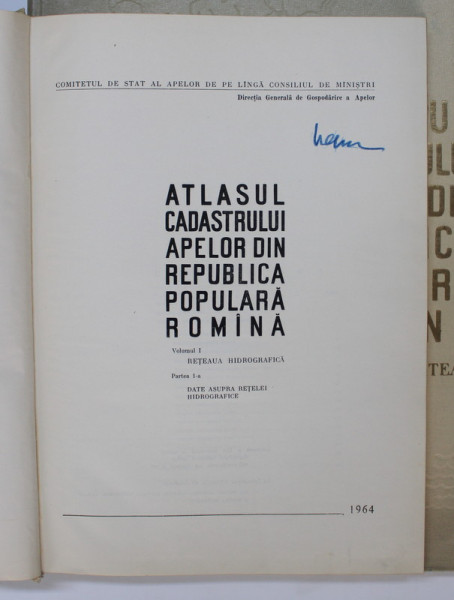 COMITETUL DE STAT AL APELOR DE PE LÎNGĂ CONSILIUL DE MINIȘTRI
Direcția Generală de Gospodărire a Apelor
ATLASUL
CADASTRULUI
APELOR DIN
REPUBLICA
POPULARĂ
ROMÎNĂ
Volumul I
REȚEAUA HIDROGRAFICĂ
Partea 1-a
DATE ASUPRA REȚELEI
HIDROGRAFICE
1964